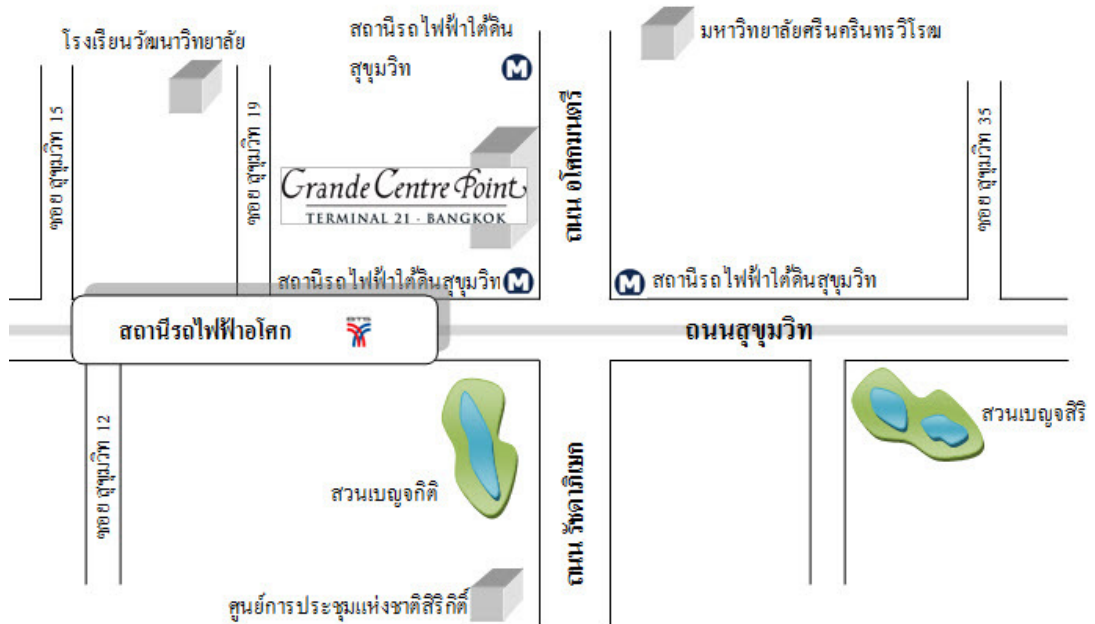 สถานีรถไฟฟ้าใต้ดิน
สุขุมวิท
M
มหาวิทยาลัยศรีนครินทรวิโรฒ
โรงเรียนวัฒนาวิทยาลัย
ซอย สุขุมวิท 15
ซอย สุขุมวิท 19
Grande Centre Point
TERMINAL 21 - BANGKOK
ถนน อโศกมนตรี
ซอย สุขุมวิท 35
สถานีรถไฟฟ้าใต้ดินสุขุมวิท M
M สถานีรถไฟฟ้าใต้ดินสุขุมวิท
สถานีรถไฟฟ้าอโศก
BTS
ถนนสุขุมวิท
ซอย สุขุมวิท 12
สวนเบญจกิติ
ถนน รัชดาภิเษก
สวนเบญจสิริ
ศูนย์การประชุมแห่งชาติสิริกิติ์